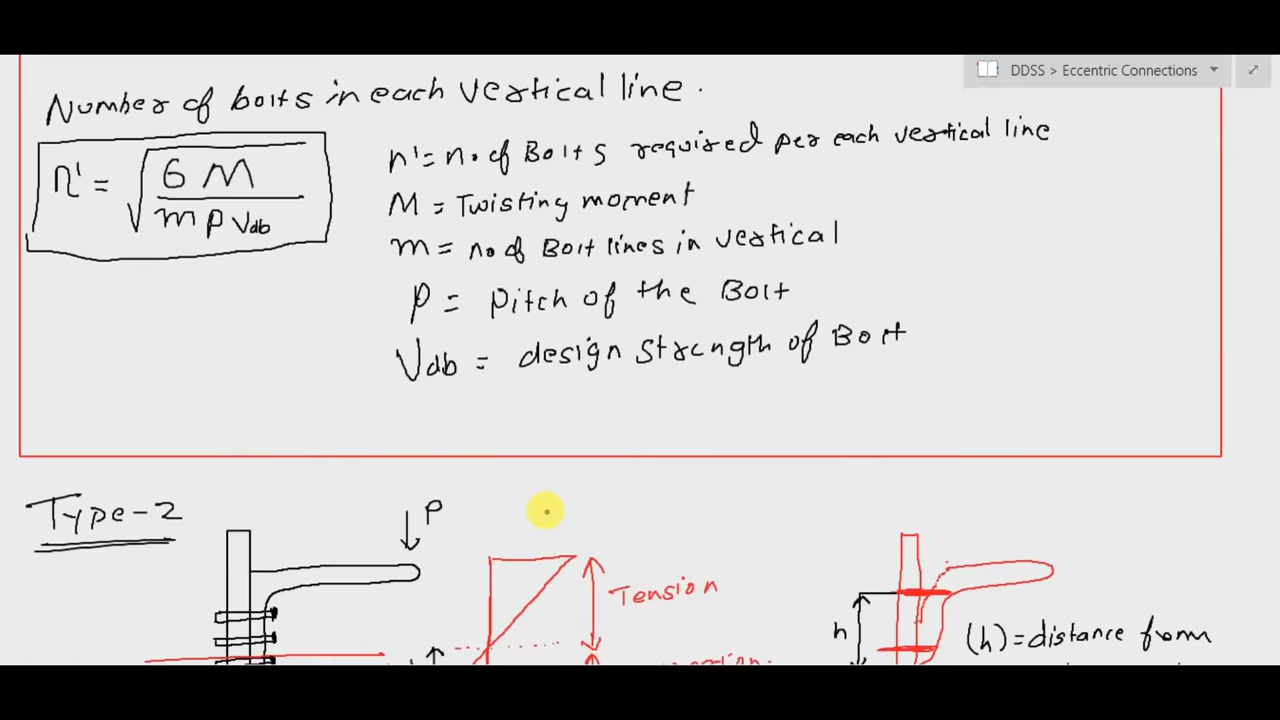 DDSS > Eccentric Connections
Number of bolts in each vertical line.
n' = √(6 M / m p Vdb)
n' = no. of Bolts required per each vertical line
M = Twisting moment
m = no of Bolt lines in vertical
p = pitch of the Bolt
Vdb = design strength of Bolt
Type-2
P
Tension
h
(h) = distance from